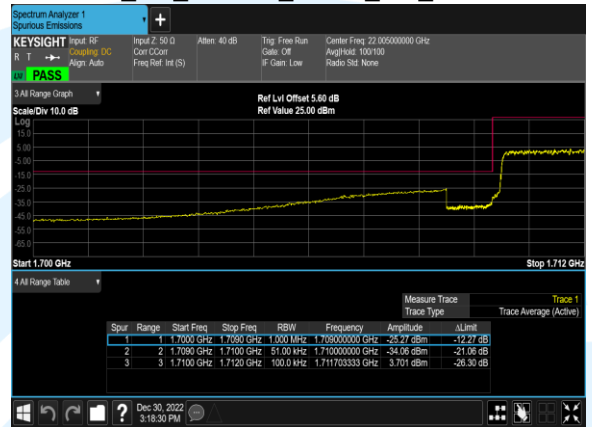 Spectrum Analyzer 1
Spurious Emissions
+
KEYSIGHT Input: RF Input Z: 50 Ω Atten: 40 dB Trig: Free Run Center Freq: 22.005000000 GHz
R T Coupling: DC Corr CCorr Gate: Off Avg|Hold: 100/100
Align: Auto Freq Ref: Int (S) IF Gain: Low Radio Std: None
LXI PASS
3 All Range Graph
Ref Lvl Offset 5.60 dB
Scale/Div 10.0 dB Ref Value 25.00 dBm
Log
15.0
5.00
-5.00
-15.0
-25.0
-35.0
-45.0
-55.0
-65.0
Start 1.700 GHz Stop 1.712 GHz
4 All Range Table
Measure Trace Trace 1
Trace Type Trace Average (Active)
Spur Range Start Freq Stop Freq RBW Frequency Amplitude ΔLimit
1 1 1.7000 GHz 1.7090 GHz 1.000 MHz 1.709000000 GHz -25.27 dBm -12.27 dB
2 2 1.7090 GHz 1.7100 GHz 51.00 kHz 1.710000000 GHz -34.06 dBm -21.06 dB
3 3 1.7100 GHz 1.7120 GHz 100.0 kHz 1.711703333 GHz 3.701 dBm -26.30 dB
? Dec 30, 2022
3:18:30 PM